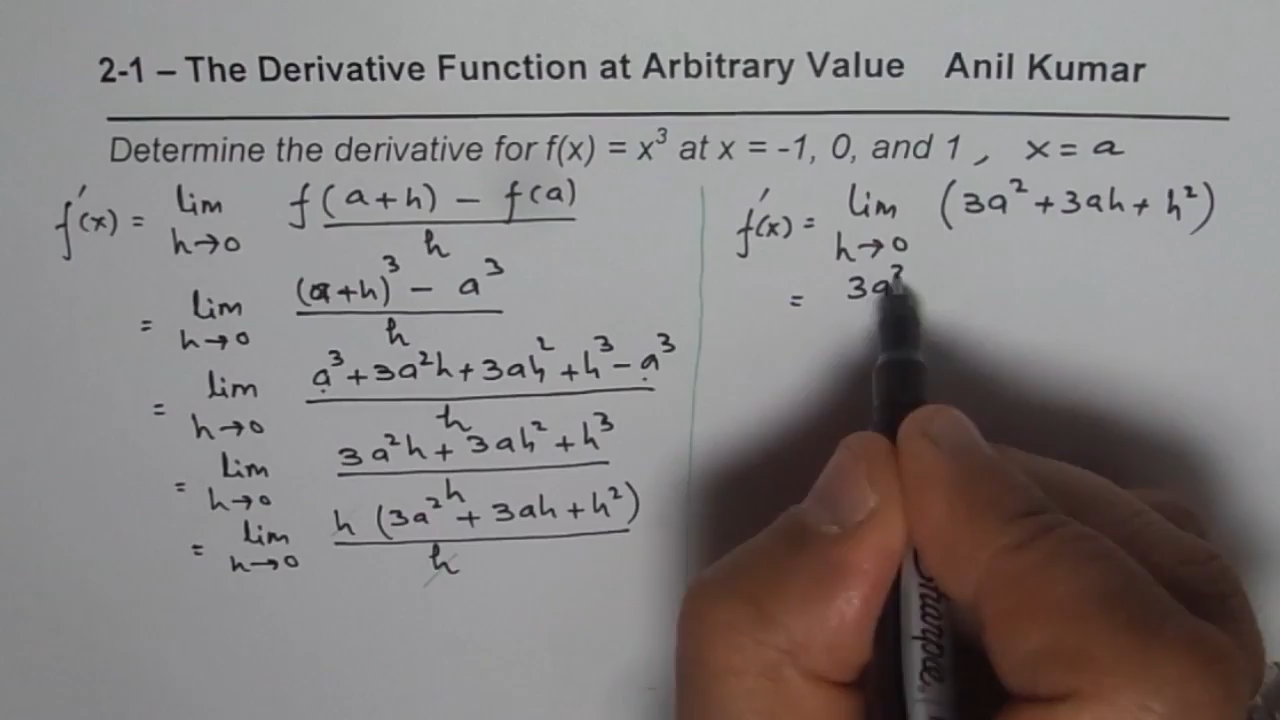 2-1 – The Derivative Function at Arbitrary Value Anil Kumar
Determine the derivative for f(x) = x³ at x = -1, 0, and 1 , x = a
f'(x) = lim h→0 f(a+h) – f(a) / h
= lim h→0 (a+h)³ – a³ / h
= lim h→0 a³+3a²h+3ah²+h³–a³ / h
= lim h→0 3a²h+3ah²+h³ / h
= lim h→0 h(3a²+3ah+h²) / h
f'(x) = lim h→0 (3a²+3ah+h²)
= 3a²
Sharpie